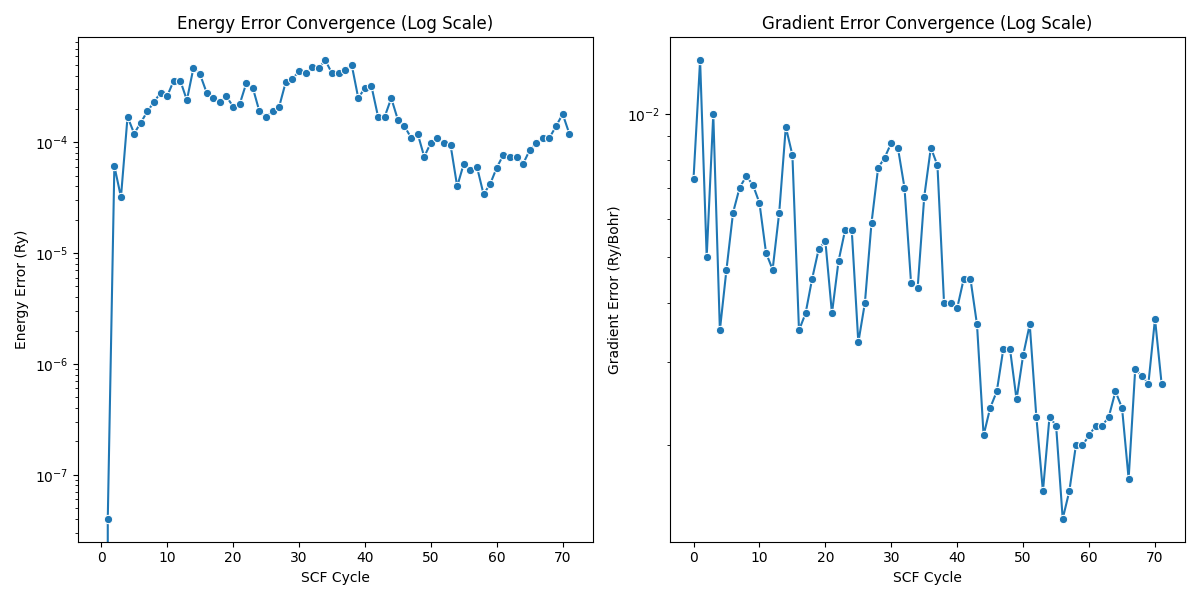 Energy Error Convergence (Log Scale)
Energy Error (Ry)
10⁻⁴
10⁻⁵
10⁻⁶
10⁻⁷
0 10 20 30 40 50 60 70
SCF Cycle
Gradient Error Convergence (Log Scale)
Gradient Error (Ry/Bohr)
10⁻²
0 10 20 30 40 50 60 70
SCF Cycle